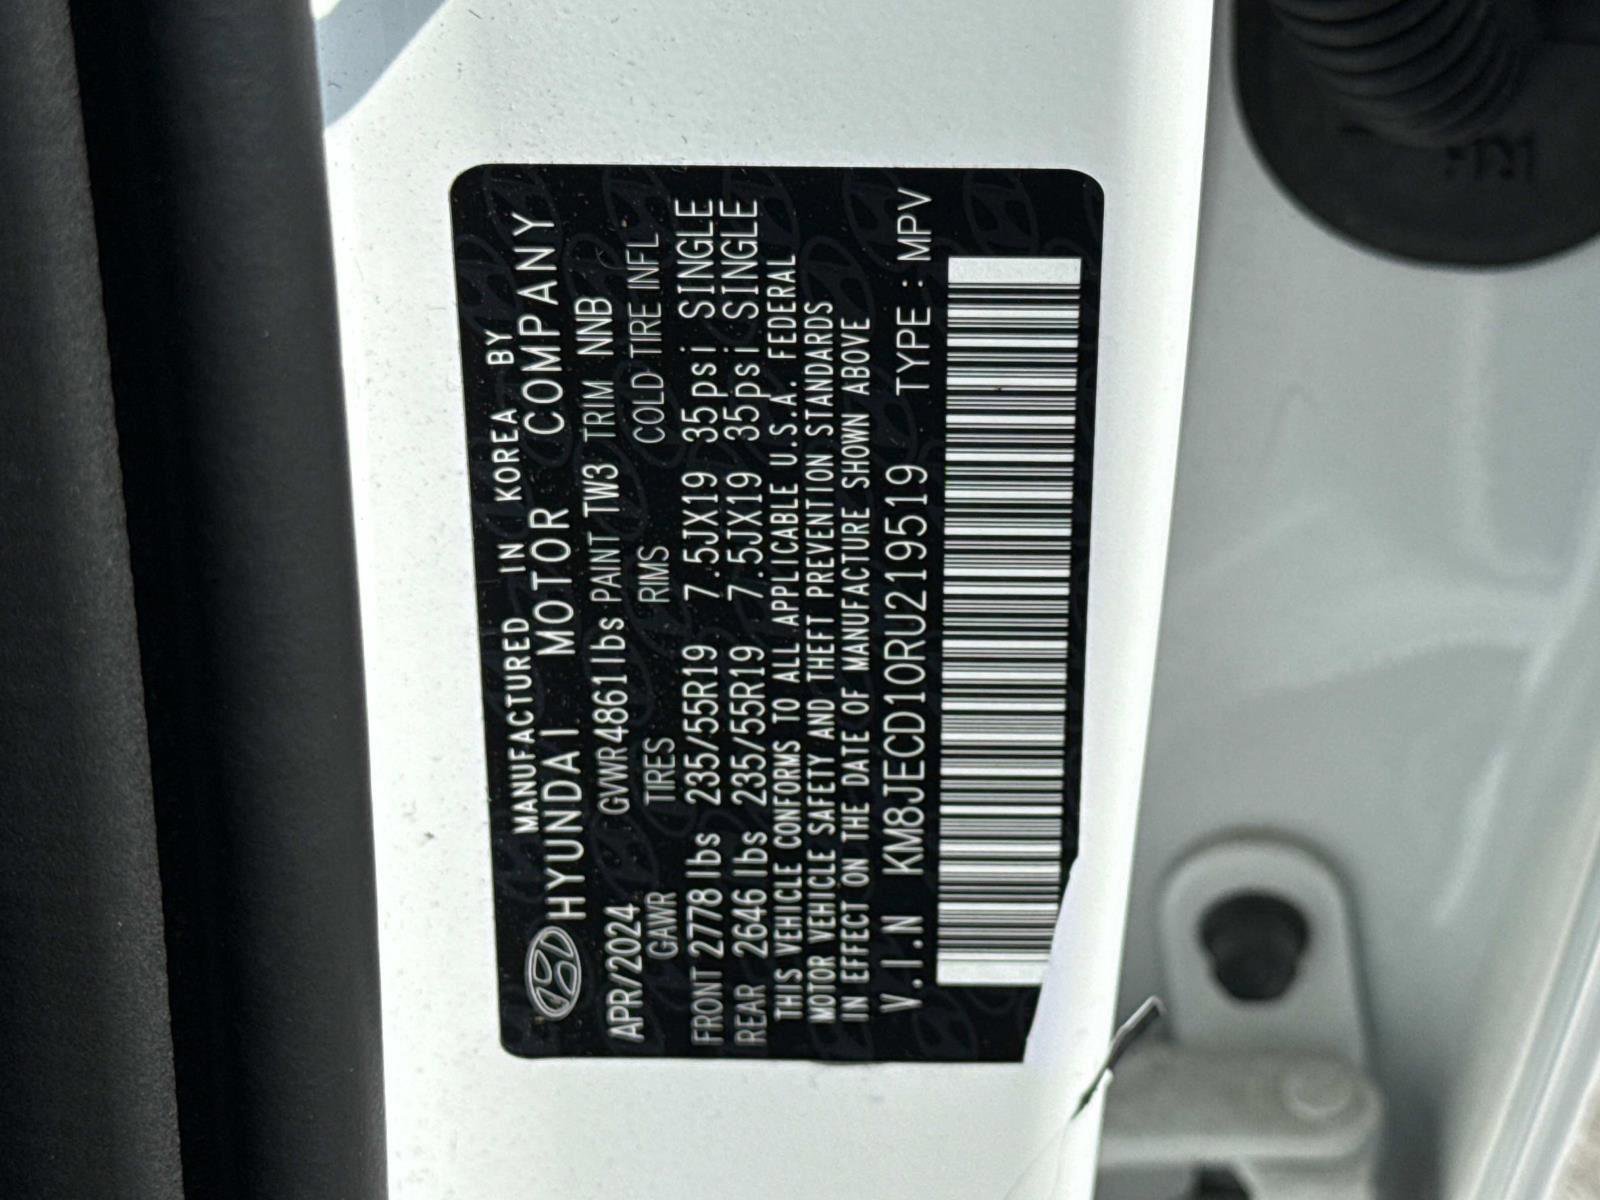 MANUFACTURED IN KOREA BY
HYUNDAI MOTOR COMPANY
APR/2024 GVWR4861lbs PAINT TW3 TRIM NNB
GAWR TIRES RIMS COLD TIRE INFL.
FRONT 2778 lbs 235/55R19 7.5JX19 35psi SINGLE
REAR 2646 lbs 235/55R19 7.5JX19 35psi SINGLE
THIS VEHICLE CONFORMS TO ALL APPLICABLE U.S.A. FEDERAL
MOTOR VEHICLE SAFETY AND THEFT PREVENTION STANDARDS
IN EFFECT ON THE DATE OF MANUFACTURE SHOWN ABOVE
V.I.N KM8JECD10RU219519 TYPE : MPV